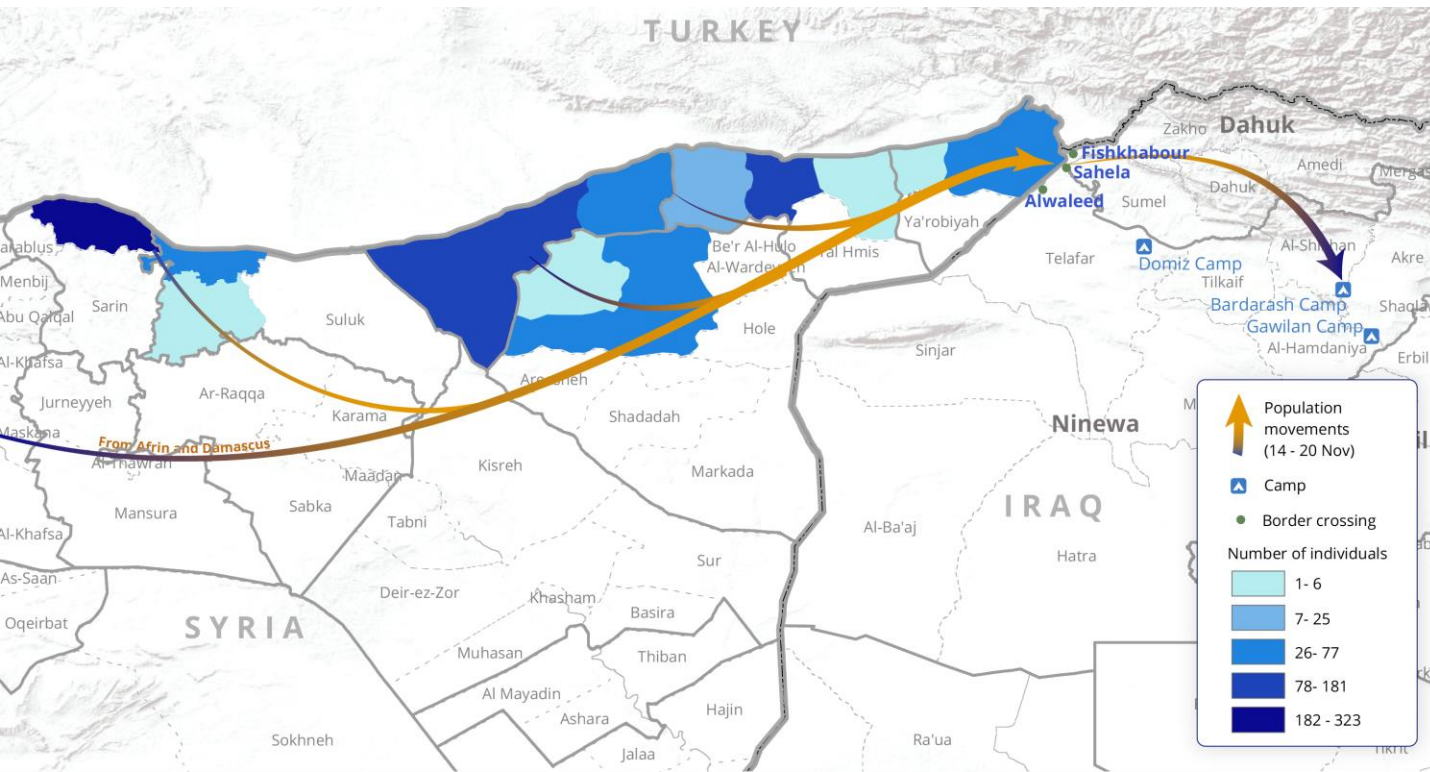 TURKEY
Zakho
Dahuk
Fishkhabour
Amedi
Sahela
Dahuk
Alwaleed
Sumel
Ya'robiyah
Be'r Al-Hulo
Al-Wardeyyeh
Tal Hmis
Telafar
Domiz Camp
Al-Shikhan
Akre
Tilkaif
Menbij
Sarin
Bardarash Camp
Abu Qalqal
Suluk
Hole
Gawilan Camp
Al-Hamdaniya
Sinjar
Erbil
Al-Khafsa
Areesheh
Jurneyyeh
Ar-Raqqa
Karama
Shadadah
Maskana
From Afrin and Damascus
Al-Thawrah
Ninewa
Kisreh
Markada
Maadan
Mansura
Sabka
Tabni
IRAQ
Al-Khafsa
Al-Ba'aj
Hatra
Sur
As-Saan
Deir-ez-Zor
Khasham
Basira
Oqeirbat
SYRIA
Muhasan
Thiban
Al Mayadin
Ashara
Hajin
Sokhneh
Jalaa
Ra'ua
Population
movements
(14 - 20 Nov)
Camp
Border crossing
Number of individuals
1- 6
7- 25
26- 77
78- 181
182 - 323